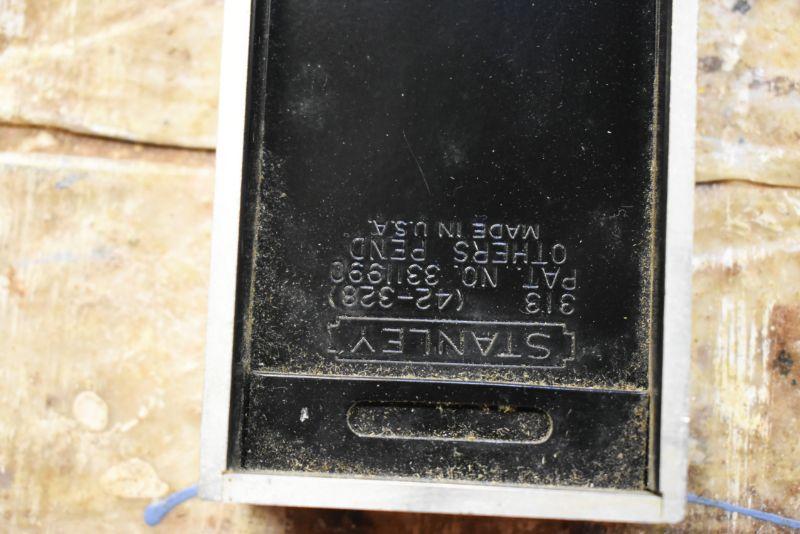 STANLEY
313 (42-328)
PAT. NO. 3311990
OTHERS PEND
MADE IN U.S.A.